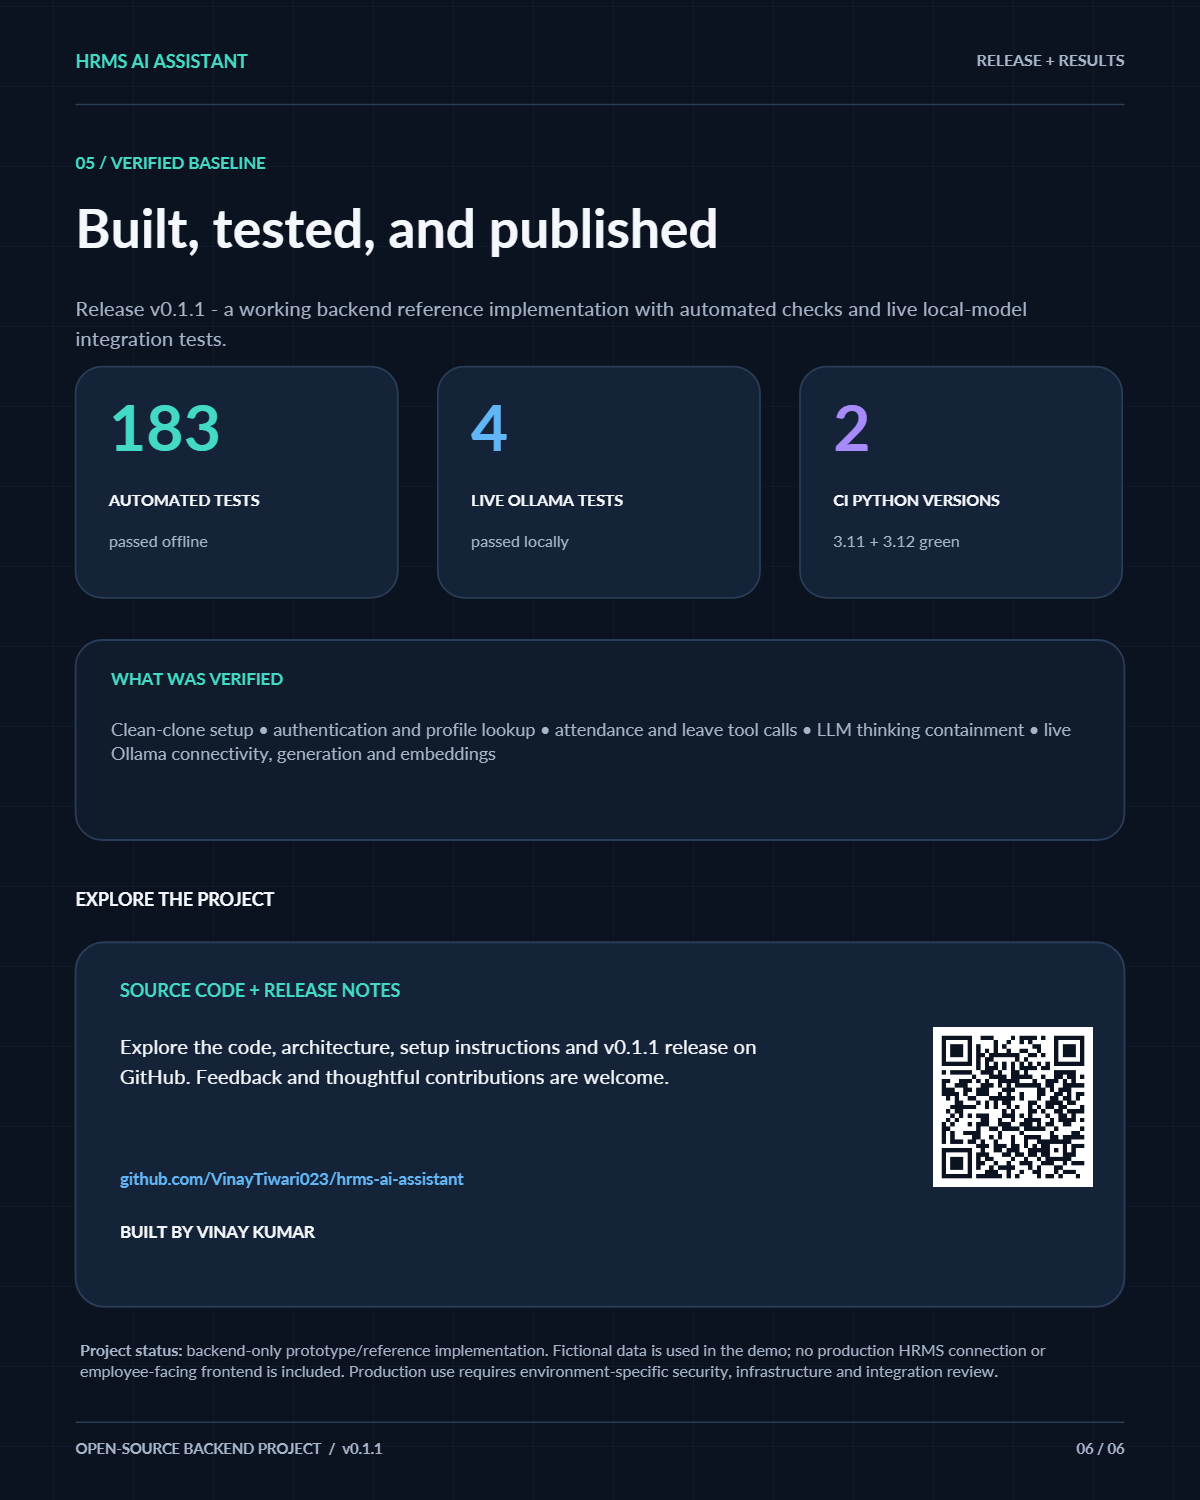 HRMS AI ASSISTANT
RELEASE + RESULTS
05 / VERIFIED BASELINE
Built, tested, and published
Release v0.1.1 - a working backend reference implementation with automated checks and live local-model
integration tests.
183
AUTOMATED TESTS
passed offline
4
LIVE OLLAMA TESTS
passed locally
2
CI PYTHON VERSIONS
3.11 + 3.12 green
WHAT WAS VERIFIED
Clean-clone setup • authentication and profile lookup • attendance and leave tool calls • LLM thinking containment • live
Ollama connectivity, generation and embeddings
EXPLORE THE PROJECT
SOURCE CODE + RELEASE NOTES
Explore the code, architecture, setup instructions and v0.1.1 release on
GitHub. Feedback and thoughtful contributions are welcome.
github.com/VinayTiwari023/hrms-ai-assistant
BUILT BY VINAY KUMAR
Project status: backend-only prototype/reference implementation. Fictional data is used in the demo; no production HRMS connection or
employee-facing frontend is included. Production use requires environment-specific security, infrastructure and integration review.
OPEN-SOURCE BACKEND PROJECT / v0.1.1
06 / 06